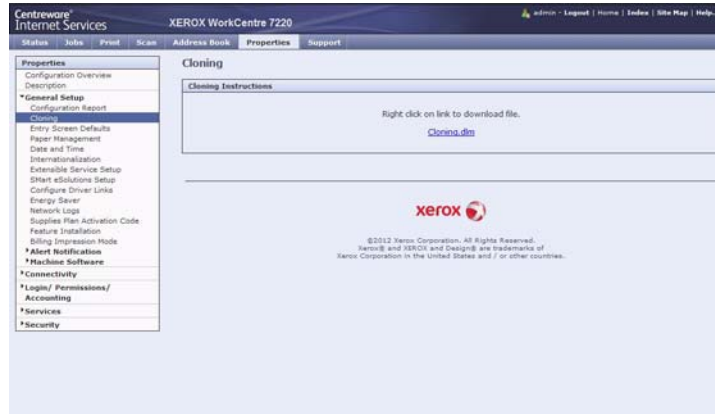 Centreware®
Internet Services
XEROX WorkCentre 7220
admin - Logout | Home | Index | Site Map | Help
Status Jobs Print Scan Address Book Properties Support
Properties
Configuration Overview
Description
General Setup
Configuration Report
Cloning
Entry Screen Defaults
Paper Management
Date and Time
Internationalization
Extensible Service Setup
SMart eSolutions Setup
Configure Driver Links
Energy Saver
Network Logs
Supplies Plan Activation Code
Feature Installation
Billing Impression Mode
Alert Notification
Machine Software
Connectivity
Login/ Permissions/
Accounting
Services
Security
Cloning
Cloning Instructions
Right click on link to download file.
Cloning.dlm
xerox
©2012 Xerox Corporation. All Rights Reserved.
Xerox® and XEROX and Design® are trademarks of
Xerox Corporation in the United States and / or other countries.